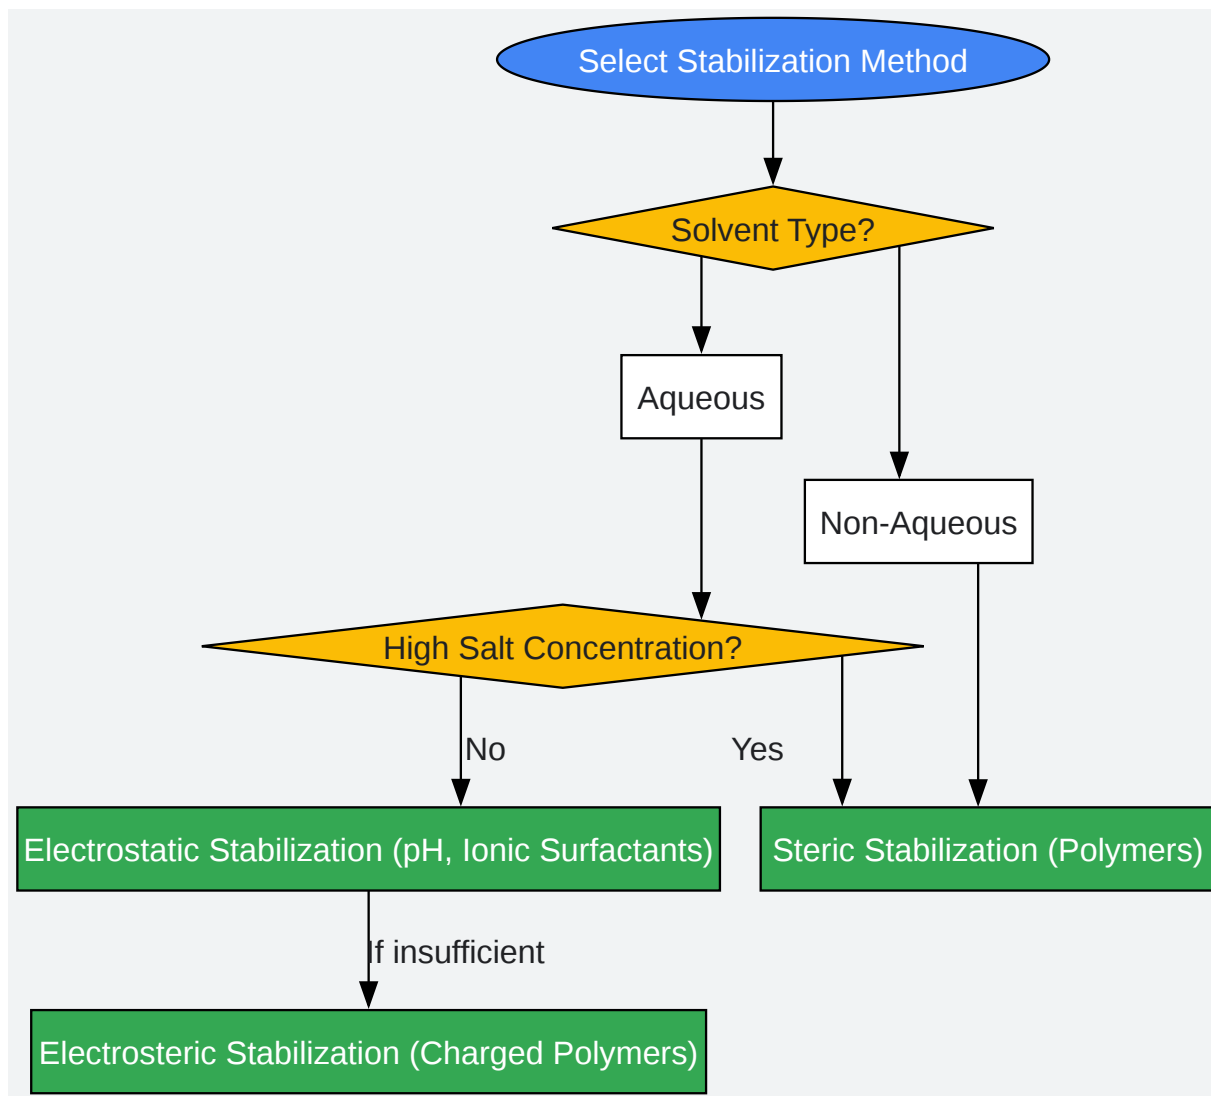 Select Stabilization Method
Solvent Type?
Aqueous
Non-Aqueous
High Salt Concentration?
No
Yes
Electrostatic Stabilization (pH, Ionic Surfactants)
Steric Stabilization (Polymers)
If insufficient
Electrosteric Stabilization (Charged Polymers)